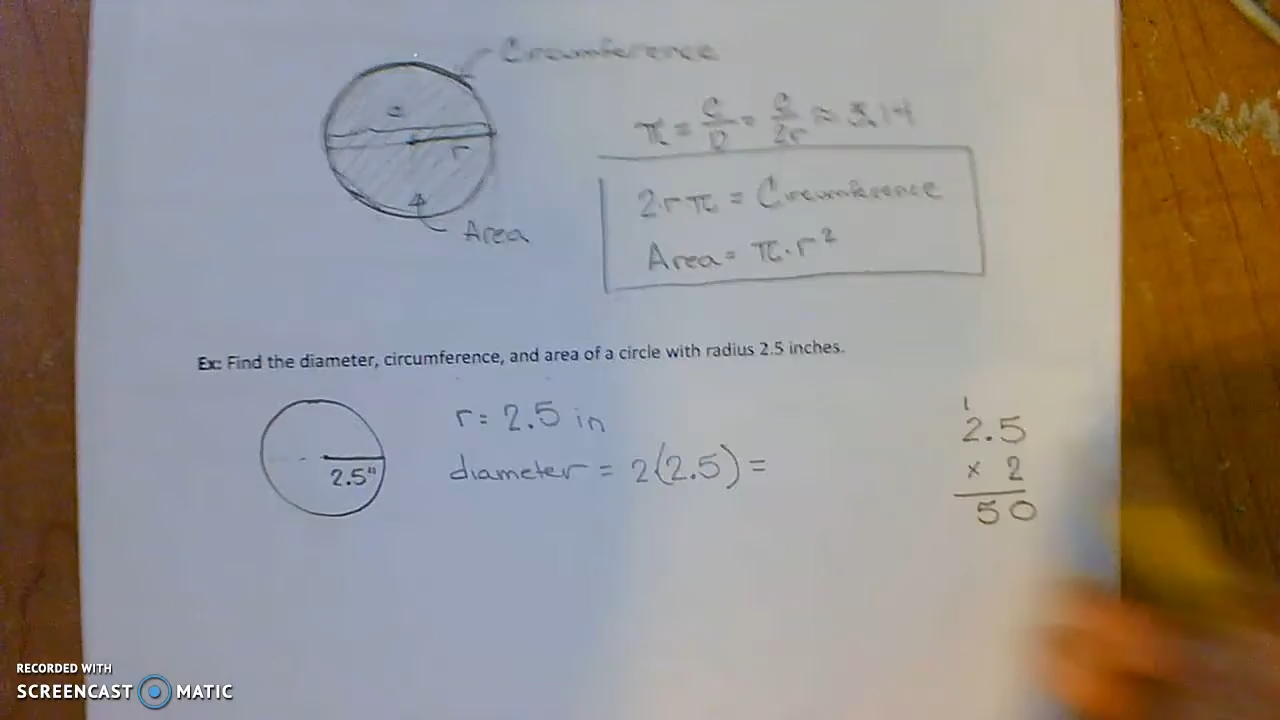 Circumference
π = C/D = C/2r ≈ 3.14
r
2·r π = Circumference
Area = π · r²
Area
Ex: Find the diameter, circumference, and area of a circle with radius 2.5 inches.
r = 2.5 in
2.5"
diameter = 2(2.5) =
1
2.5
× 2
50
RECORDED WITH
SCREENCAST MATIC